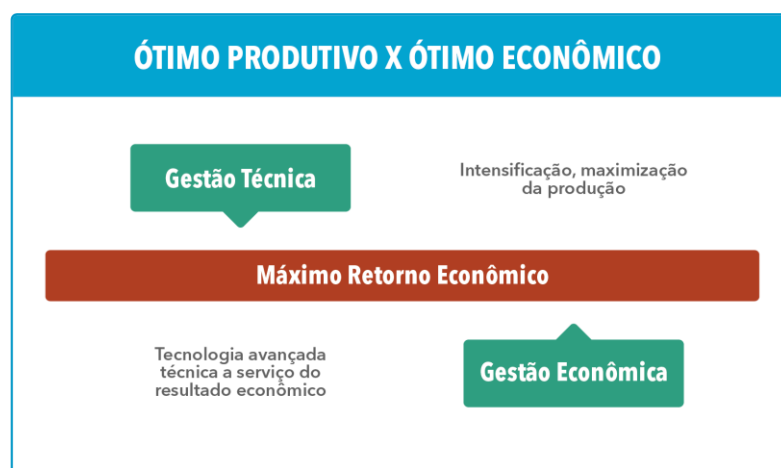 ÓTIMO PRODUTIVO X ÓTIMO ECONÔMICO
Gestão Técnica
Intensificação, maximização
da produção
Máximo Retorno Econômico
Tecnologia avançada
técnica a serviço do
resultado econômico
Gestão Econômica